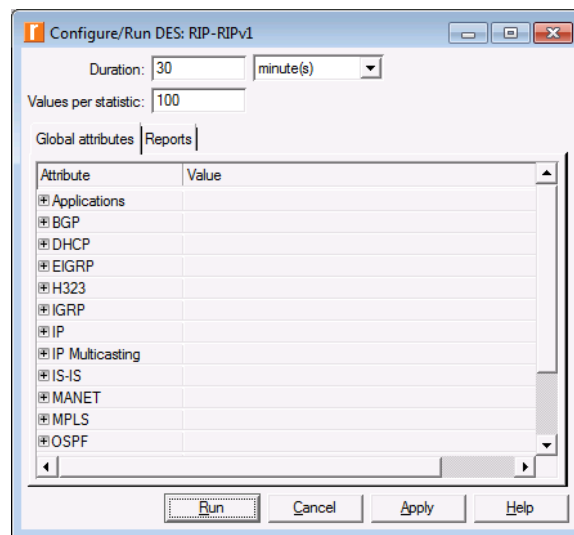 Configure/Run DES: RIP-RIPv1
Duration: 30 minute(s)
Values per statistic: 100
Global attributes Reports
Attribute Value
Applications
BGP
DHCP
EIGRP
H323
IGRP
IP
IP Multicasting
IS-IS
MANET
MPLS
OSPF
Run Cancel Apply Help